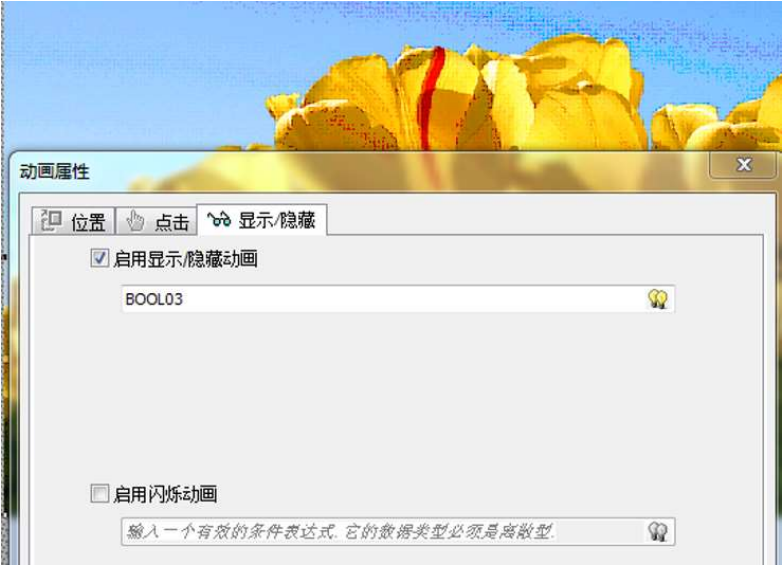 动画属性
位置 点击 显示/隐藏
启用显示/隐藏动画
BOOL03
启用闪烁动画
输入一个有效的条件表达式. 它的数据类型必须是离散型.